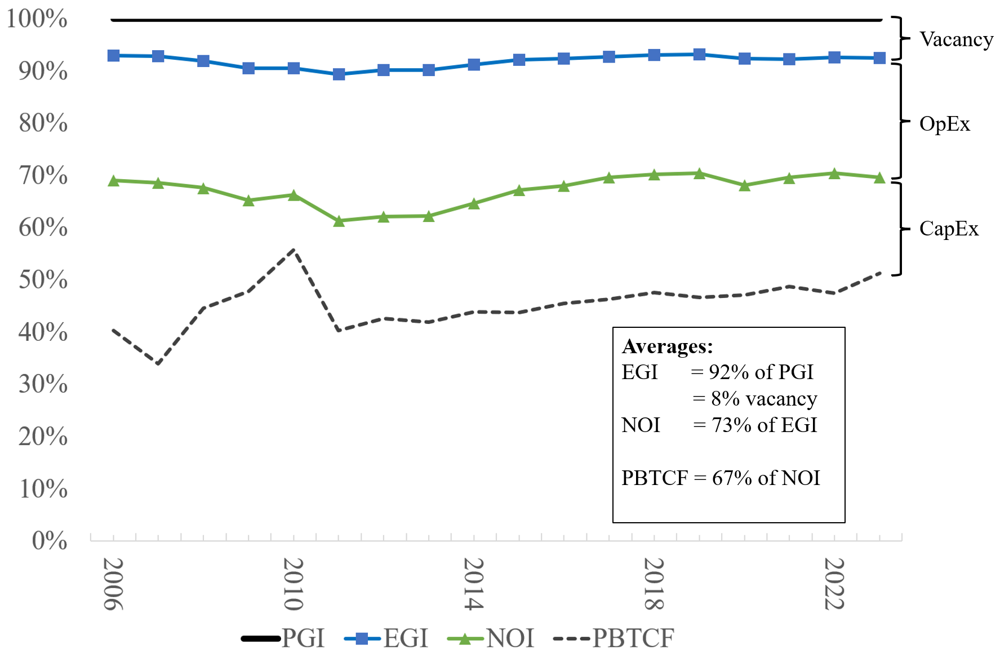 100%
90%
80%
70%
60%
50%
40%
30%
20%
10%
0%
Vacancy
OpEx
CapEx
Averages:
EGI = 92% of PGI
= 8% vacancy
NOI = 73% of EGI
PBTCF = 67% of NOI
2006
2010
2014
2018
2022
PGI EGI NOI PBTCF